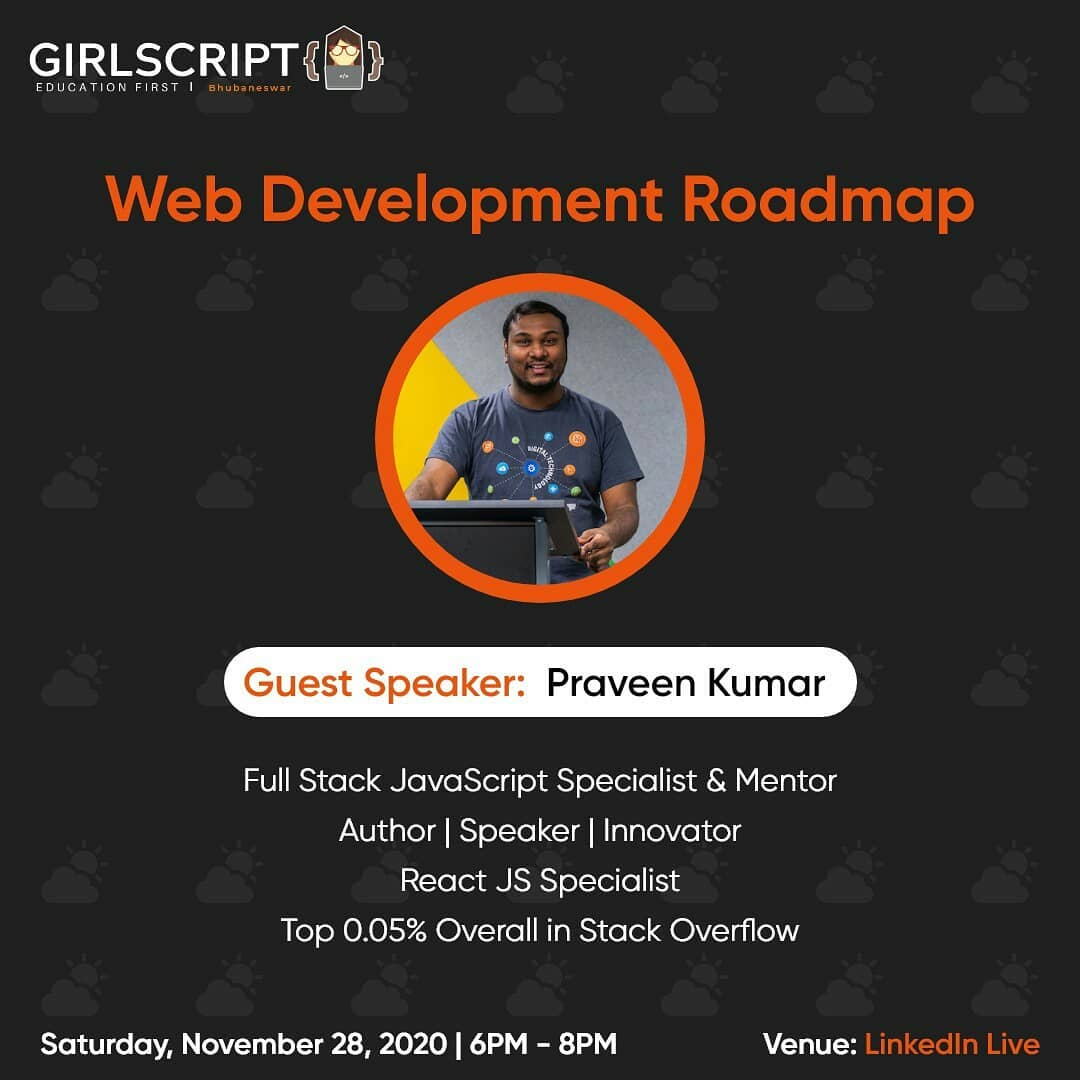 GIRLSCRIPT { </> }
EDUCATION FIRST | Bhubaneswar
Web Development Roadmap
DIGITAL TECHNOLOGY
Guest Speaker: Praveen Kumar
Full Stack JavaScript Specialist & Mentor
Author | Speaker | Innovator
React JS Specialist
Top 0.05% Overall in Stack Overflow
Saturday, November 28, 2020 | 6PM - 8PM
Venue: LinkedIn Live